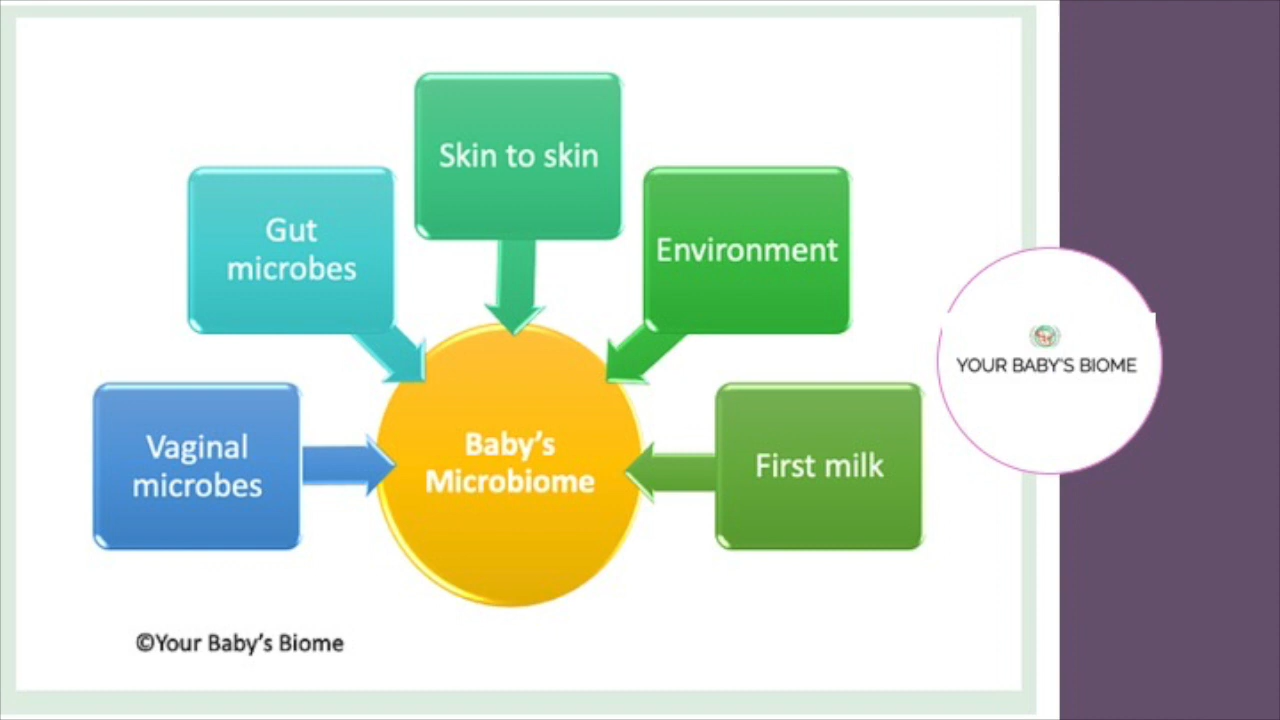 Skin to skin
Gut
microbes
Environment
YOUR BABY'S BIOME
Vaginal
microbes
Baby's
Microbiome
First milk
©Your Baby's Biome